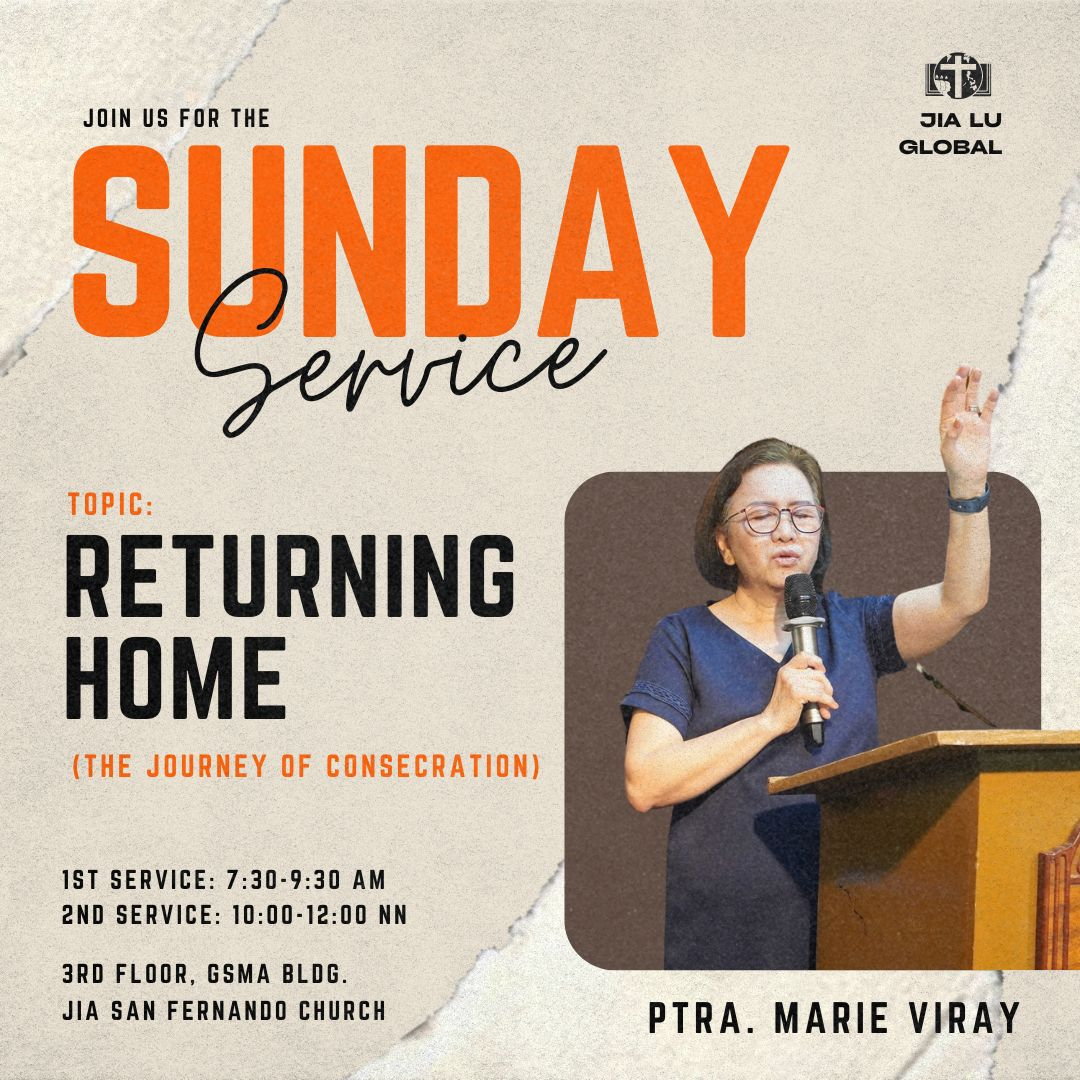 JOIN US FOR THE
SUNDAY
Service
JIA LU
GLOBAL
TOPIC:
RETURNING
HOME
(THE JOURNEY OF CONSECRATION)
1ST SERVICE: 7:30-9:30 AM
2ND SERVICE: 10:00-12:00 NN
3RD FLOOR, GSMA BLDG.
JIA SAN FERNANDO CHURCH
PTRA. MARIE VIRAY